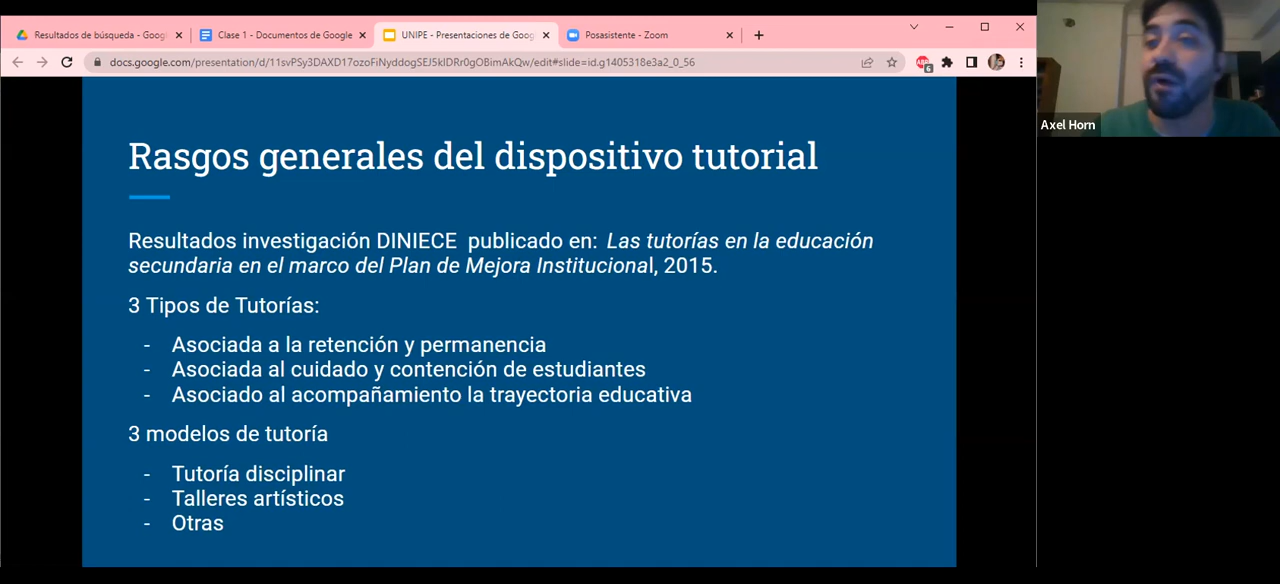 Resultados de búsqueda - Goog
Clase 1 - Documentos de Google
UNIPE - Presentaciones de Goog
Posasistente - Zoom
docs.google.com/presentation/d/11svPSy3DAXD17ozoFiNyddogSEJ5kIDRr0gOBimAkQw/edit#slide=id.g1405318e3a2_0_56
6
Axel Horn
Rasgos generales del dispositivo tutorial
Resultados investigación DINIECE publicado en: Las tutorías en la educación
secundaria en el marco del Plan de Mejora Institucional, 2015.
3 Tipos de Tutorías:
- Asociada a la retención y permanencia
- Asociada al cuidado y contención de estudiantes
- Asociado al acompañamiento la trayectoria educativa
3 modelos de tutoría
- Tutoría disciplinar
- Talleres artísticos
- Otras